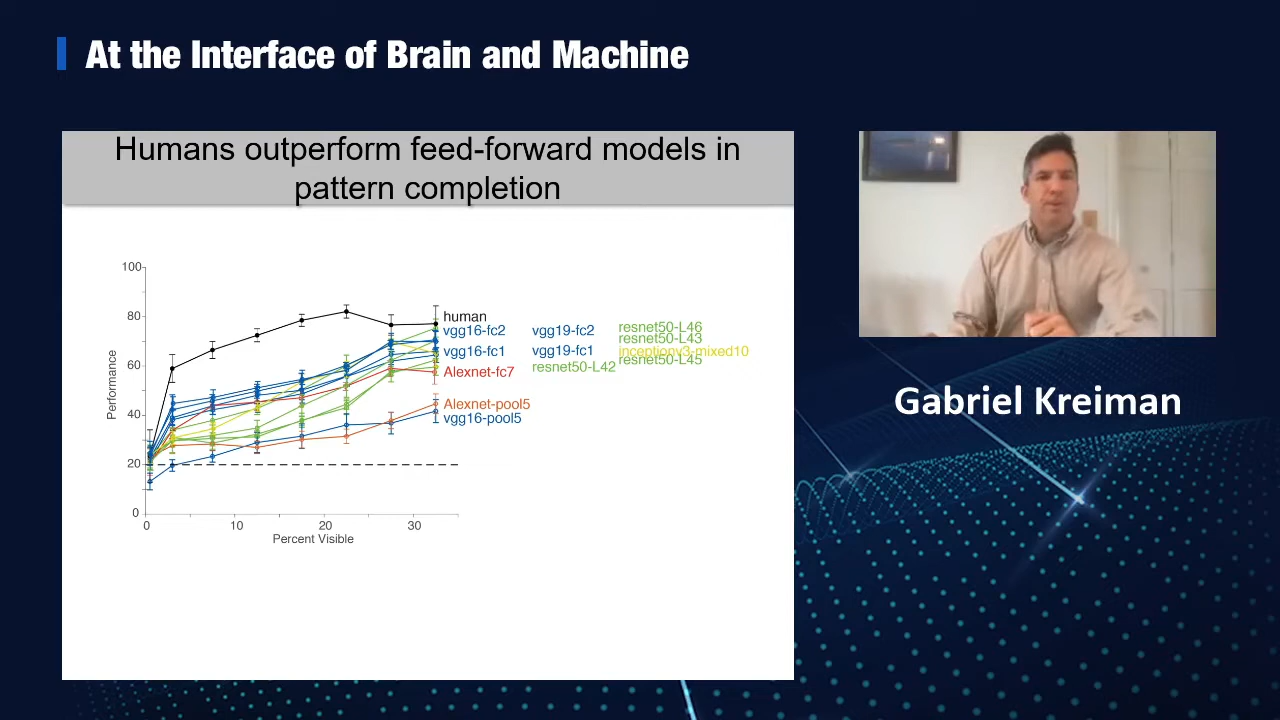 At the Interface of Brain and Machine
Humans outperform feed-forward models in
pattern completion
100
80
60
40
20
0
Performance
0 10 20 30
Percent Visible
human
vgg16-fc2 vgg19-fc2 resnet50-L46
resnet50-L43
vgg16-fc1 vgg19-fc1 inceptionv3-mixed10
resnet50-L45
Alexnet-fc7 resnet50-L42
Alexnet-pool5
vgg16-pool5
Gabriel Kreiman